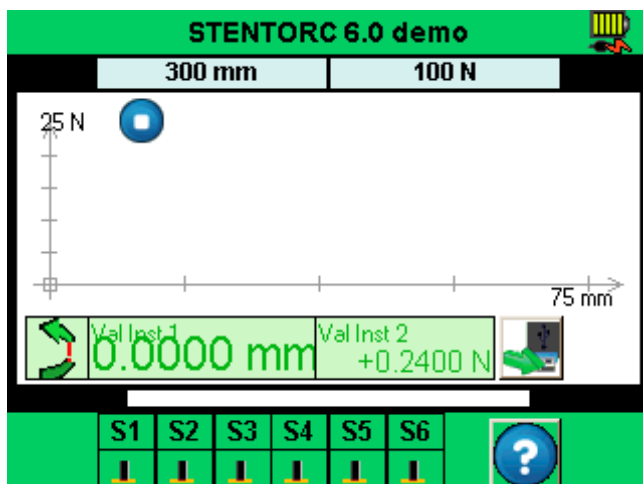 STENTORC 6.0 demo
300 mm 100 N
25 N
75 mm
Val Inst 1 Val Inst 2
0.0000 mm +0.2400 N
S1 S2 S3 S4 S5 S6
?